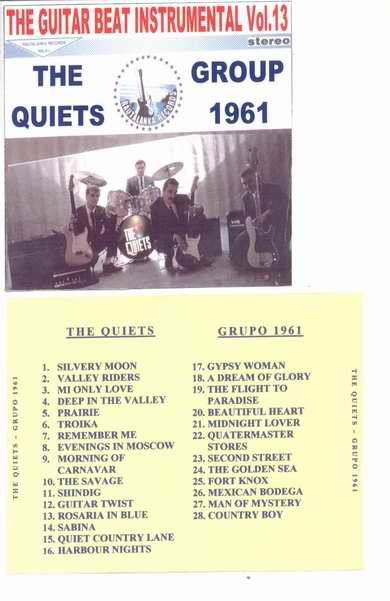 THE GUITAR BEAT INSTRUMENTAL Vol.13
stereo
THE GROUP
QUIETS 1961
THE
QUIETS
THE QUIETS
1. SILVERY MOON
2. VALLEY RIDERS
3. MI ONLY LOVE
4. DEEP IN THE VALLEY
5. PRAIRIE
6. TROIKA
7. REMEMBER ME
8. EVENINGS IN MOSCOW
9. MORNING OF
CARNAVAR
10. THE SAVAGE
11. SHINDIG
12. GUITAR TWIST
13. ROSARIA IN BLUE
14. SABINA
15. QUIET COUNTRY LANE
16. HARBOUR NIGHTS
GRUPO 1961
17. GYPSY WOMAN
18. A DREAM OF GLORY
19. THE FLIGHT TO
PARADISE
20. BEAUTIFUL HEART
21. MIDNIGHT LOVER
22. QUATERMASTER
STORES
23. SECOND STREET
24. THE GOLDEN SEA
25. FORT KNOX
26. MEXICAN BODEGA
27. MAN OF MYSTERY
28. COUNTRY BOY
THE QUIETS – GRUPO 1961
THE QUIETS – GRUPO 1961